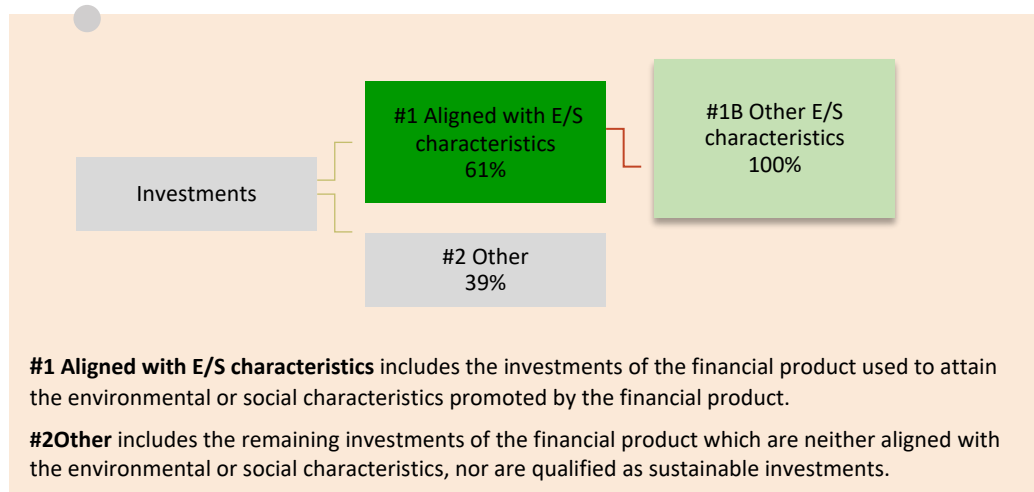 #1 Aligned with E/S
characteristics
61%
#1B Other E/S
characteristics
100%
Investments
#2 Other
39%
#1 Aligned with E/S characteristics includes the investments of the financial product used to attain
the environmental or social characteristics promoted by the financial product.
#2Other includes the remaining investments of the financial product which are neither aligned with
the environmental or social characteristics, nor are qualified as sustainable investments.